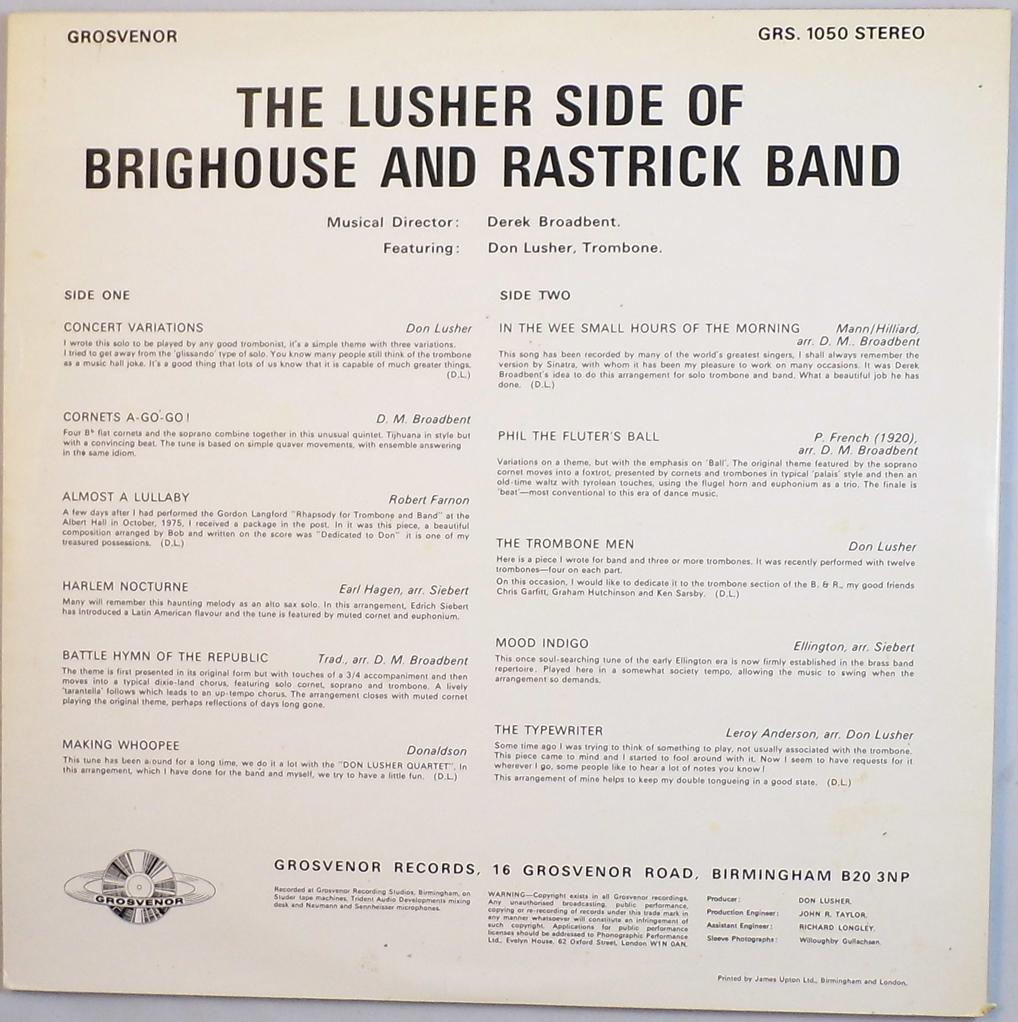 GROSVENOR
GRS. 1050 STEREO
THE LUSHER SIDE OF
BRIGHOUSE AND RASTRICK BAND
Musical Director: Derek Broadbent.
Featuring: Don Lusher, Trombone.
SIDE ONE
CONCERT VARIATIONS Don Lusher
I wrote this solo to be played by any good trombonist, it's a simple theme with three variations.
I tried to get away from the 'glissando' type of solo. You know many people still think of the trombone
as a music hall joke. It's a good thing that lots of us know that it is capable of much greater things.
(D.L.)
CORNETS A-GO-GO! D. M. Broadbent
Four Bb flat cornets and the soprano combine together in this unusual quintet. Tijhuana in style but
with a convincing beat. The tune is based on simple quaver movements, with ensemble answering
in the same idiom.
ALMOST A LULLABY Robert Farnon
A few days after I had performed the Gordon Langford "Rhapsody for Trombone and Band" at the
Albert Hall in October, 1975, I received a package in the post. In it was this piece, a beautiful
composition arranged by Bob and written on the score was "Dedicated to Don" it is one of my
treasured possessions. (D.L.)
HARLEM NOCTURNE Earl Hagen, arr. Siebert
Many will remember this haunting melody as an alto sax solo. In this arrangement, Edrich Siebert
has introduced a Latin American flavour and the tune is featured by muted cornet and euphonium.
BATTLE HYMN OF THE REPUBLIC Trad., arr. D. M. Broadbent
The theme is first presented in its original form but with touches of a 3/4 accompaniment and then
moves into a typical dixie-land chorus, featuring solo cornet, soprano and trombone. A lively
'tarantella' follows which leads to an up-tempo chorus. The arrangement closes with muted cornet
playing the original theme, perhaps reflections of days long gone.
MAKING WHOOPEE Donaldson
This tune has been around for a long time, we do it a lot with the "DON LUSHER QUARTET". In
this arrangement, which I have done for the band and myself, we try to have a little fun. (D.L.)
SIDE TWO
IN THE WEE SMALL HOURS OF THE MORNING Mann/Hilliard,
arr. D. M. Broadbent
This song has been recorded by many of the world's greatest singers, I shall always remember the
version by Sinatra, with whom it has been my pleasure to work on many occasions. It was Derek
Broadbent's idea to do this arrangement for solo trombone and band. What a beautiful job he has
done. (D.L.)
PHIL THE FLUTER'S BALL P. French (1920),
arr. D. M. Broadbent
Variations on a theme, but with the emphasis on 'Ball'. The original theme featured by the soprano
cornet moves into a foxtrot, presented by cornets and trombones in typical 'palais' style and then an
old-time waltz with tyrolean touches, using the flugel horn and euphonium as a trio. The finale is
'beat'—most conventional to this era of dance music.
THE TROMBONE MEN Don Lusher
Here is a piece I wrote for band and three or more trombones. It was recently performed with twelve
trombones—four on each part.
On this occasion, I would like to dedicate it to the trombone section of the B. & R., my good friends
Chris Garfitt, Graham Hutchinson and Ken Sarsby. (D.L.)
MOOD INDIGO Ellington, arr. Siebert
This once soul-searching tune of the early Ellington era is now firmly established in the brass band
repertoire. Played here in a somewhat society tempo, allowing the music to swing when the
arrangement so demands.
THE TYPEWRITER Leroy Anderson, arr. Don Lusher
Some time ago I was trying to think of something to play, not usually associated with the trombone.
This piece came to mind and I started to fool around with it. Now I seem to have requests for it
wherever I go, some people like to hear a lot of notes you know!
This arrangement of mine helps to keep my double tongueing in a good state. (D.L.)
GROSVENOR
GROSVENOR RECORDS, 16 GROSVENOR ROAD, BIRMINGHAM B20 3NP
Recorded at Grosvenor Recording Studios, Birmingham, on
Studer tape machines, Trident Audio Developments mixing
desk and Neumann and Sennheisser microphones.
WARNING—Copyright exists in all Grosvenor recordings.
Any unauthorised broadcasting, public performance,
copying or re-recording of records under this trade mark in
any manner whatsoever will constitute an infringement of
such copyright. Applications for public performance
licenses should be addressed to Phonographic Performance
Ltd., Evelyn House, 62 Oxford Street, London W1N 0AN.
Producer: DON LUSHER.
Production Engineer: JOHN R. TAYLOR.
Assistant Engineer: RICHARD LONGLEY.
Sleeve Photographs: Willoughby Gullachsen.
Printed by James Upton Ltd., Birmingham and London.